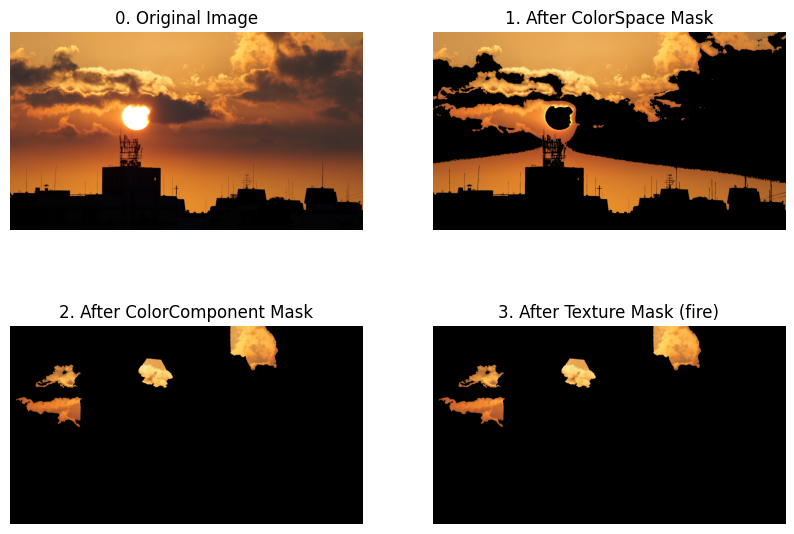 0. Original Image
1. After ColorSpace Mask
2. After ColorComponent Mask
3. After Texture Mask (fire)